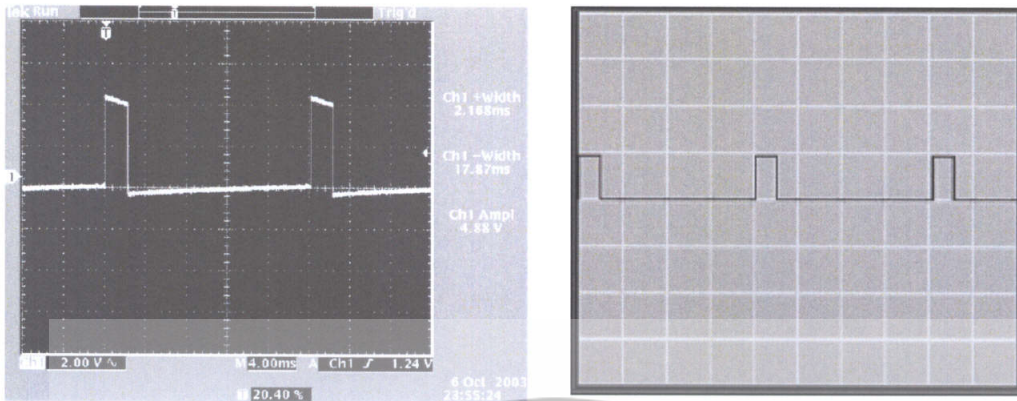 Tek Run
Trig'd
Ch1 +Width
2.168ms
Ch1 -Width
17.87ms
Ch1 Ampl
4.88 V
1
Ch1 2.00 V M 4.00ms A Ch1 1.24 V
20.40 %
6 Oct 2003
23:55:24